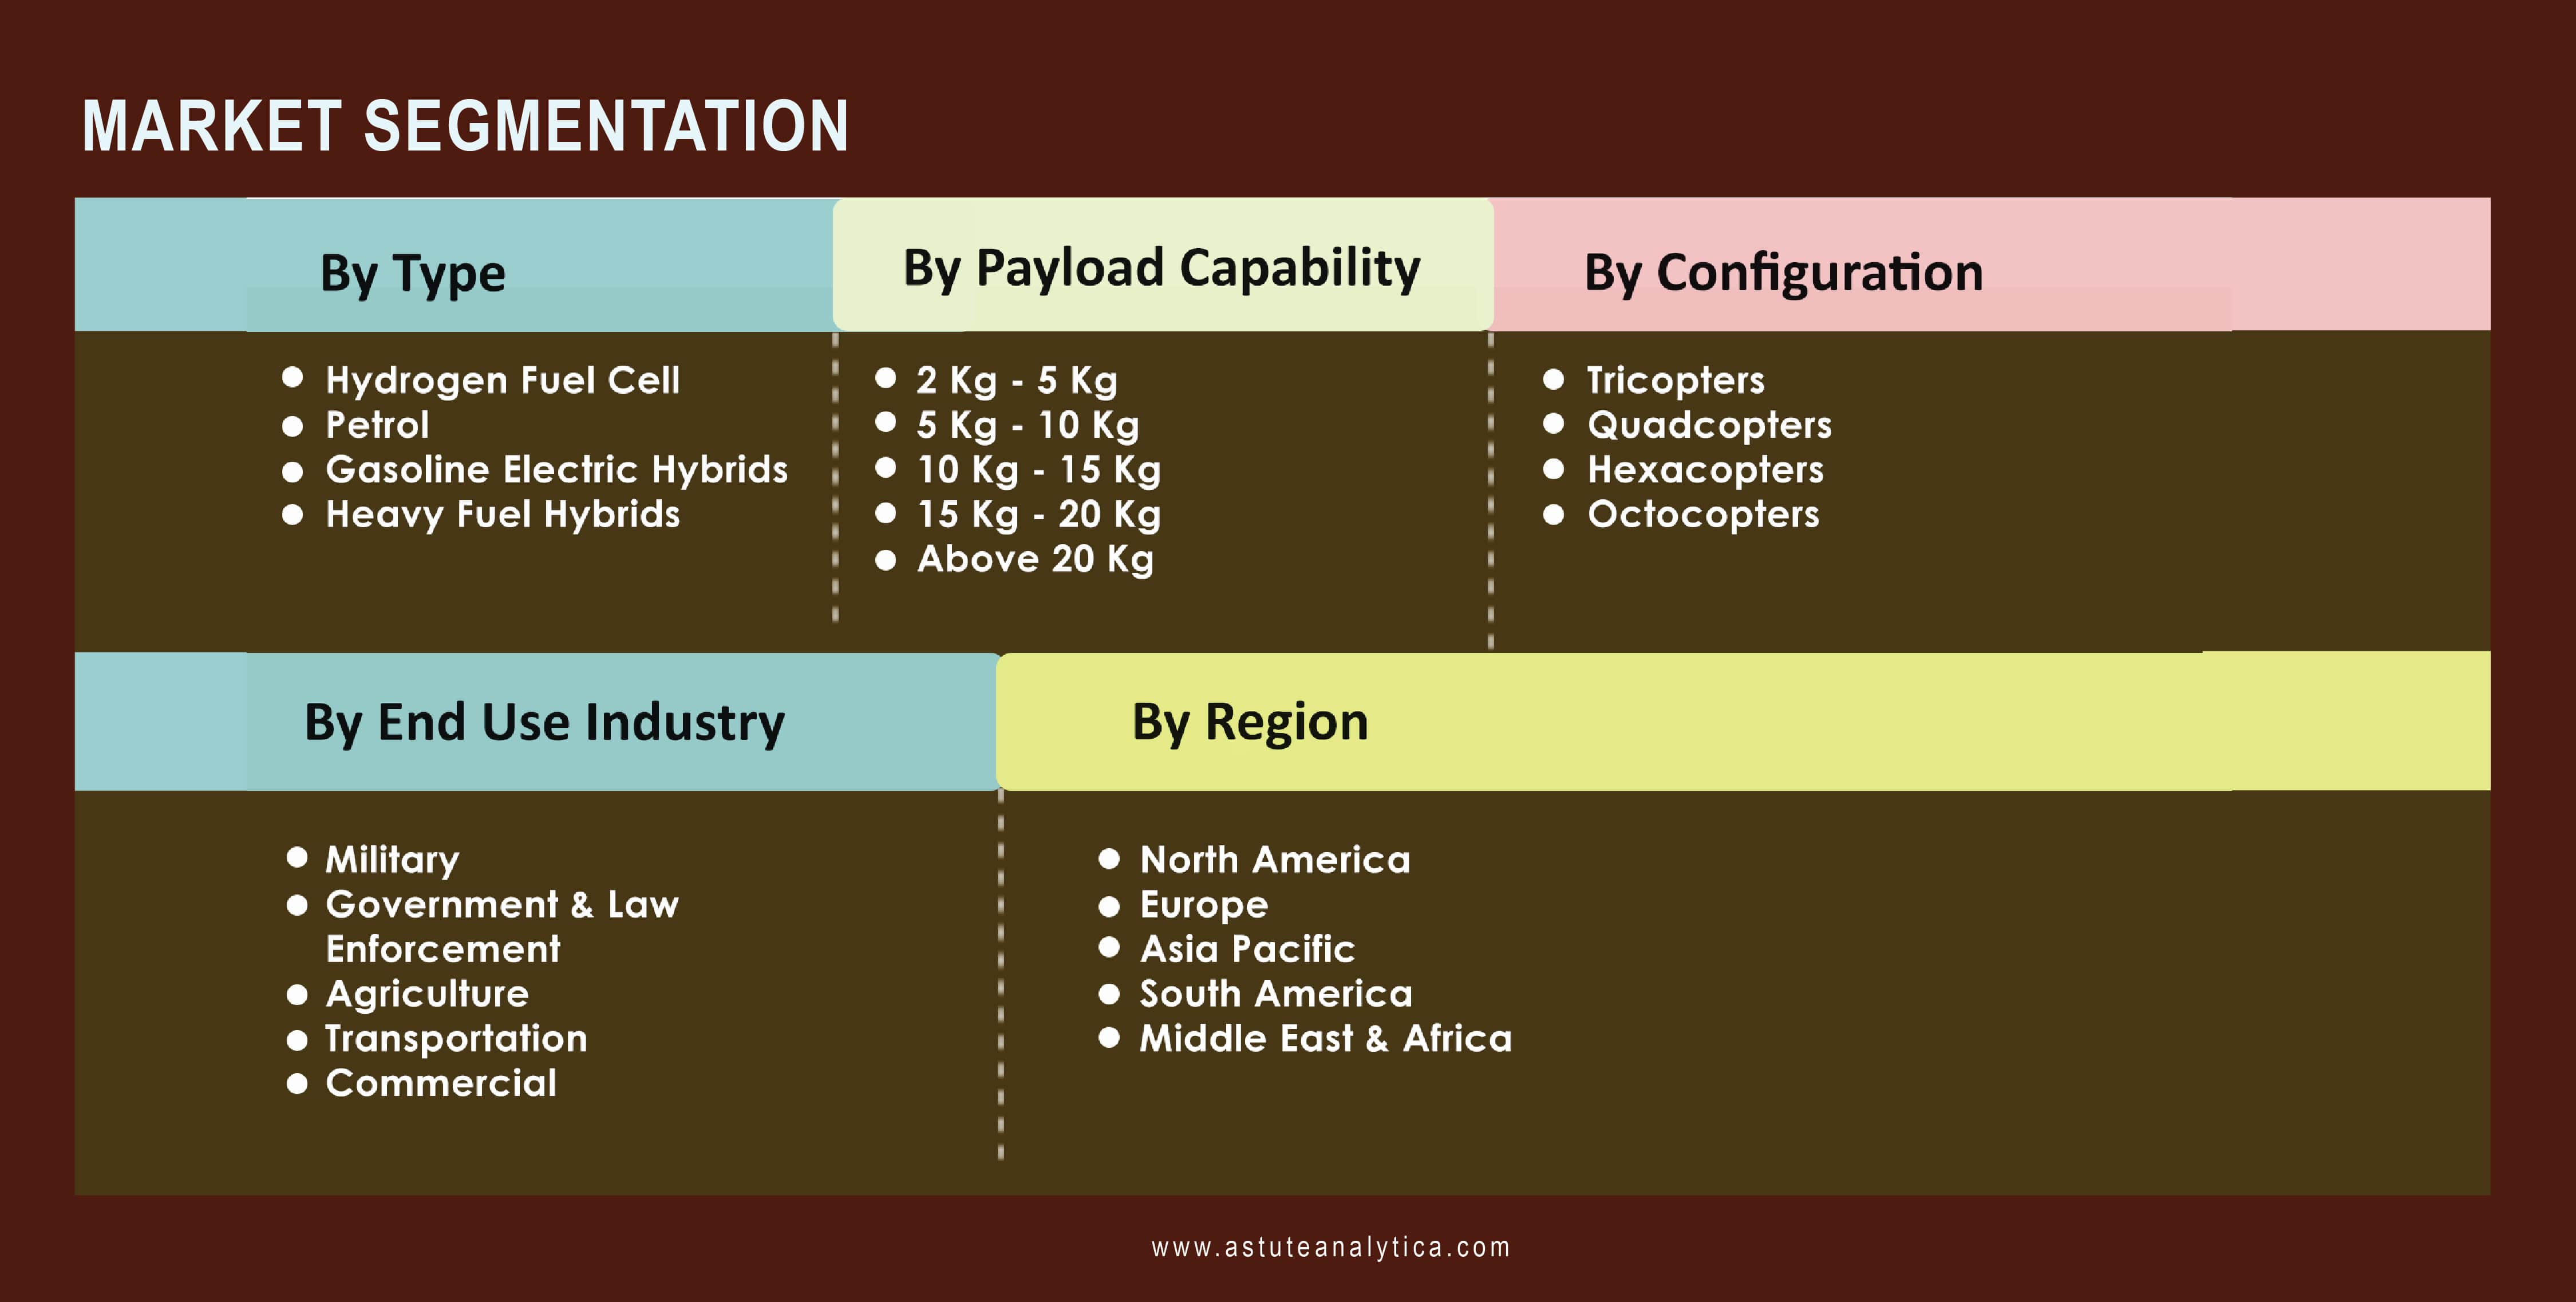 MARKET SEGMENTATION
By Type
Hydrogen Fuel Cell
Petrol
Gasoline Electric Hybrids
Heavy Fuel Hybrids
By Payload Capability
2 Kg - 5 Kg
5 Kg - 10 Kg
10 Kg - 15 Kg
15 Kg - 20 Kg
Above 20 Kg
By Configuration
Tricopters
Quadcopters
Hexacopters
Octocopters
By End Use Industry
Military
Government & Law
Enforcement
Agriculture
Transportation
Commercial
By Region
North America
Europe
Asia Pacific
South America
Middle East & Africa
www.astuteanalytica.com